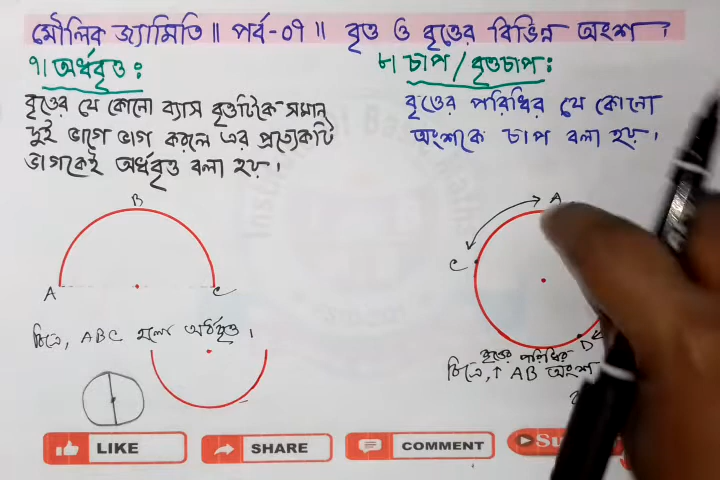 মৌলিক জ্যামিতি ॥ পর্ব-০৭ ॥ বৃত্ত ও বৃত্তের বিভিন্ন অংশ ।
৭। অর্ধবৃত্ত :
বৃত্তের যে কোনো ব্যাস বৃত্তটিকে সমান
দুই ভাগে ভাগ করলে এর প্রত্যেকটি
ভাগকেই অর্ধবৃত্ত বলা হয় ।
B
A
C
চিত্রে, ABC হলো অর্ধবৃত্ত ।
৮। চাপ / বৃত্তচাপ :
বৃত্তের পরিধির যে কোনো
অংশকে চাপ বলা হয় ।
A
C
D
বৃত্তের পরিধির
চিত্রে, ↑ AB অংশ
LIKE
SHARE
COMMENT